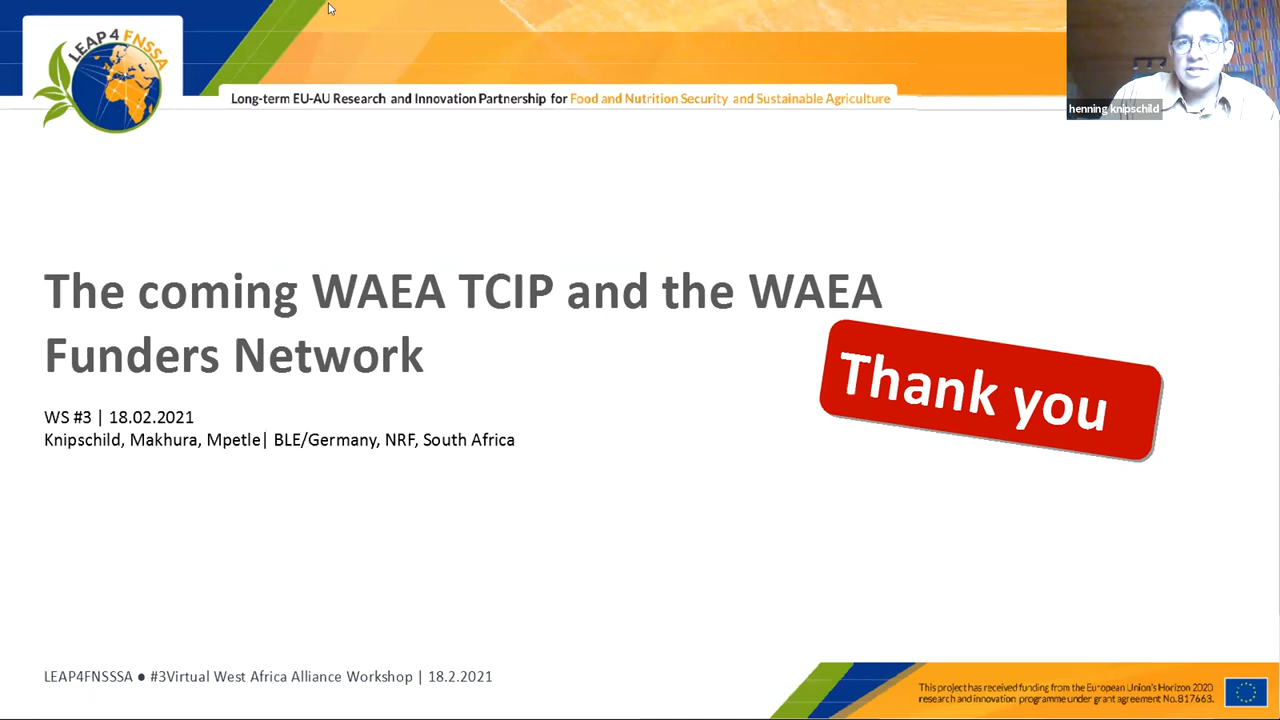 LEAP4 FNSSA
henning knipschild
Long-term EU-AU Research and Innovation Partnership for Food and Nutrition Security and Sustainable Agriculture
The coming WAEA TCIP and the WAEA
Funders Network
Thank you
WS #3 | 18.02.2021
Knipschild, Makhura, Mpetle| BLE/Germany, NRF, South Africa
LEAP4FNSSSA ● #3Virtual West Africa Alliance Workshop | 18.2.2021
This project has received funding from the European Union's Horizon 2020
research and innovation programme under grant agreement No.817663.